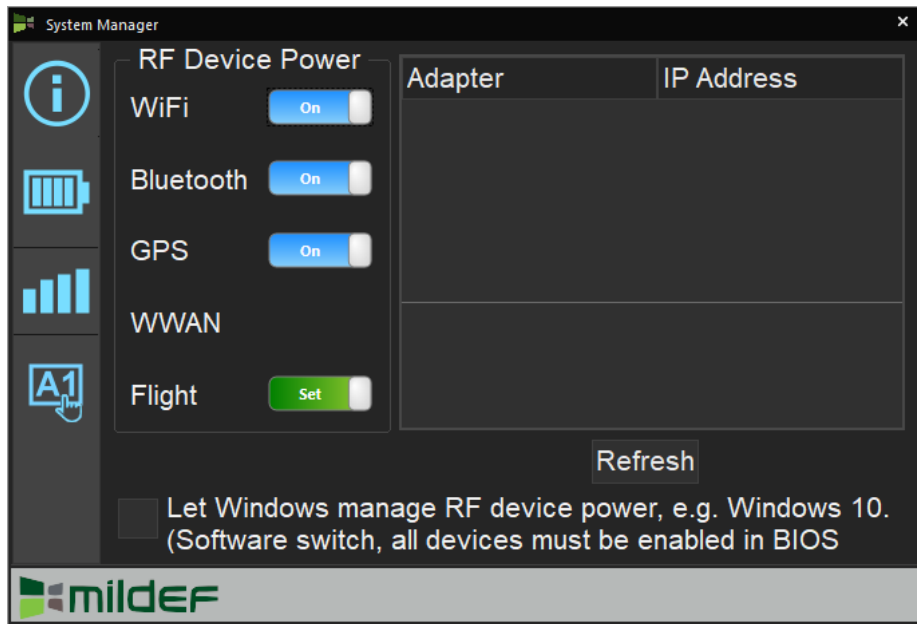 System Manager
RF Device Power
WiFi On
Bluetooth On
GPS On
WWAN
Flight Set
Adapter IP Address
Refresh
Let Windows manage RF device power, e.g. Windows 10.
(Software switch, all devices must be enabled in BIOS
A1
mildef